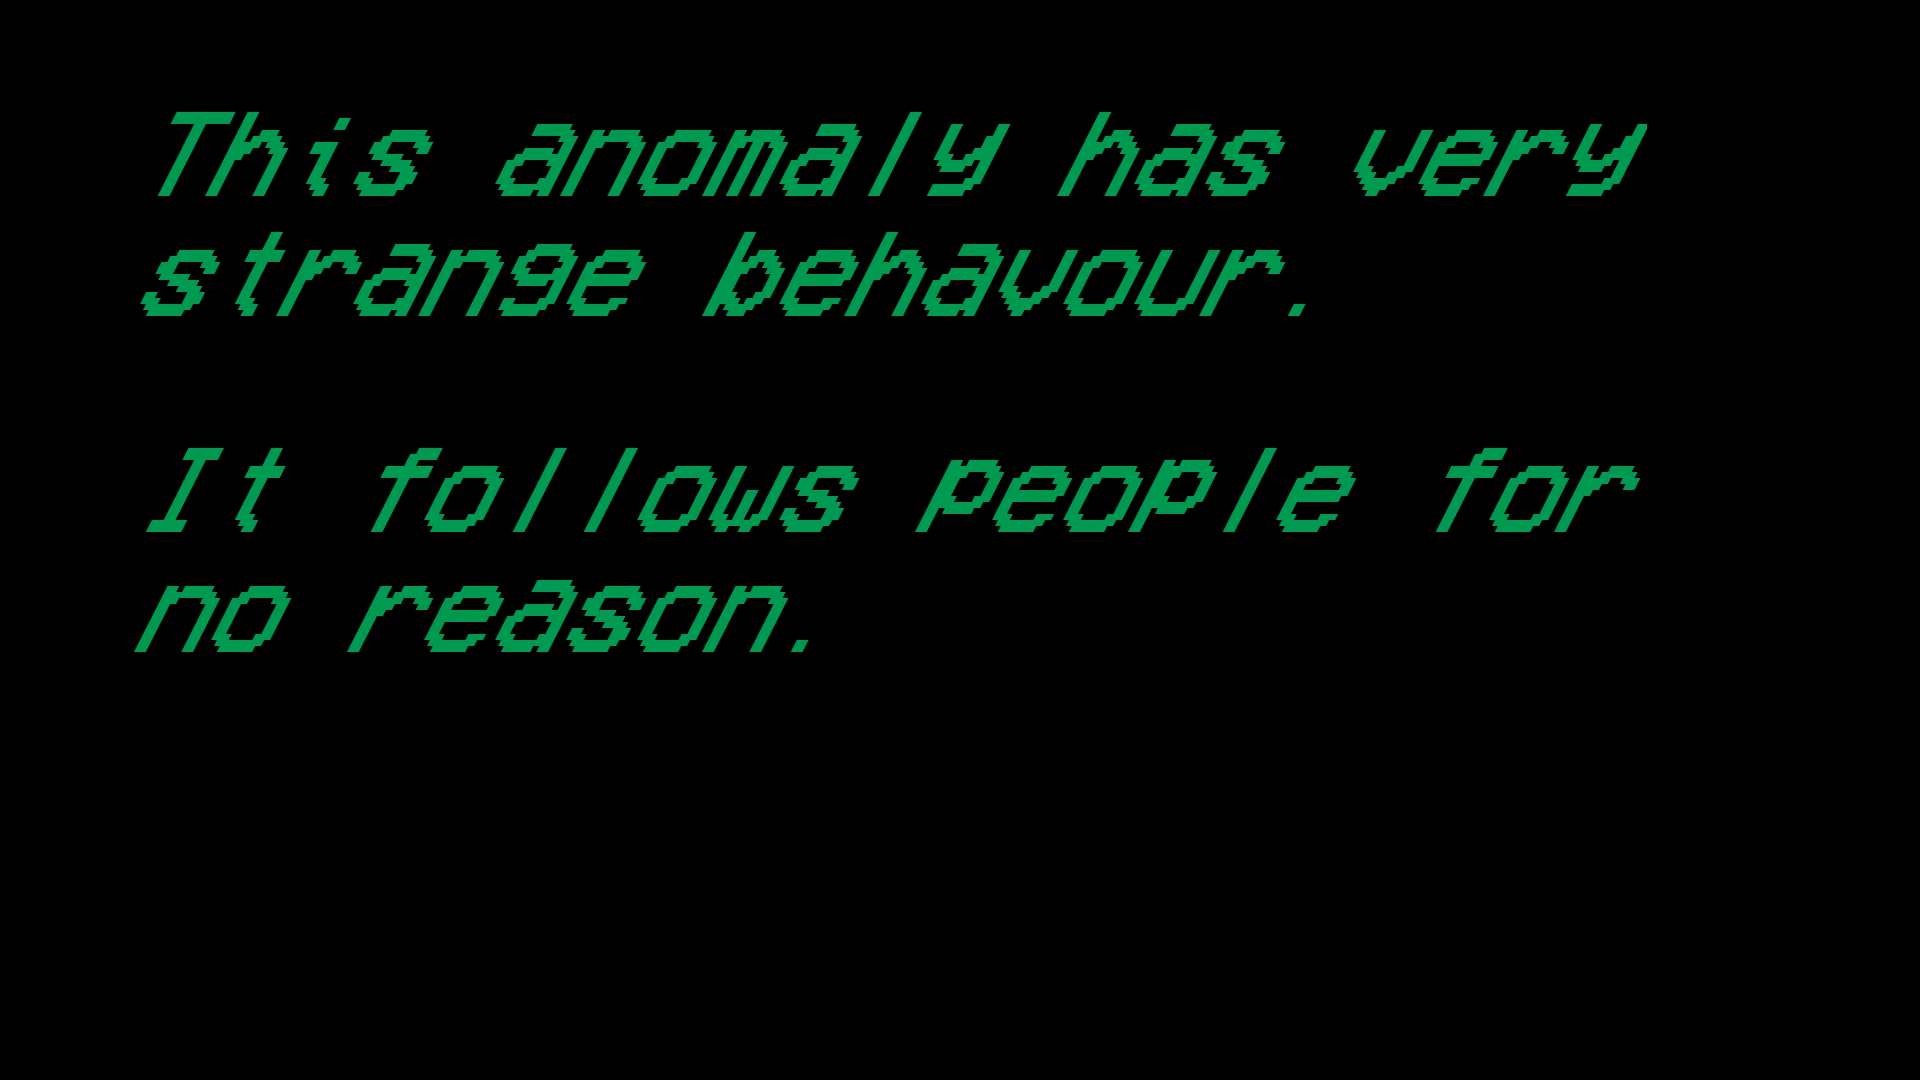 This anomaly has very
strange behavour.
It follows people for
no reason.